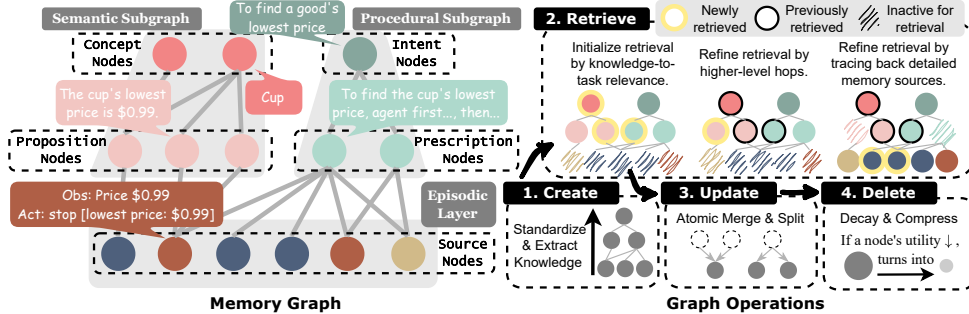 Semantic Subgraph
To find a good's
lowest price
Procedural Subgraph
Concept
Nodes
Intent
Nodes
The cup's lowest
price is $0.99.
Cup
To find the cup's lowest
price, agent first..., then...
Proposition
Nodes
Prescription
Nodes
Obs: Price $0.99
Act: stop [lowest price: $0.99]
Episodic
Layer
Source
Nodes
Memory Graph
2. Retrieve
Newly
retrieved
Previously
retrieved
Inactive for
retrieval
Initialize retrieval
by knowledge-to-
task relevance.
Refine retrieval by
higher-level hops.
Refine retrieval by
tracing back detailed
memory sources.
1. Create
Standardize
& Extract
Knowledge
3. Update
Atomic Merge & Split
4. Delete
Decay & Compress
If a node's utility ↓,
turns into
Graph Operations